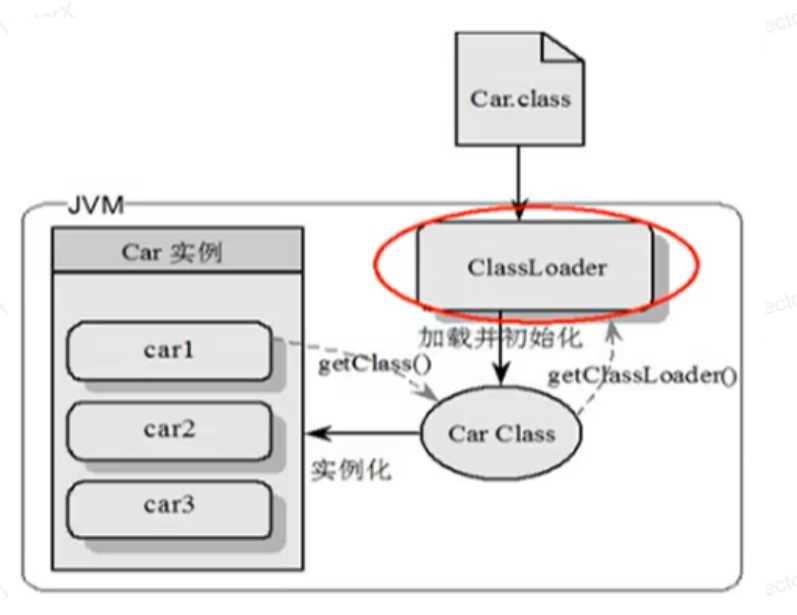 Car.class
JVM
Car 实例
ClassLoader
加载并初始化
car1
getClass()
getClassLoader()
car2
Car Class
实例化
car3